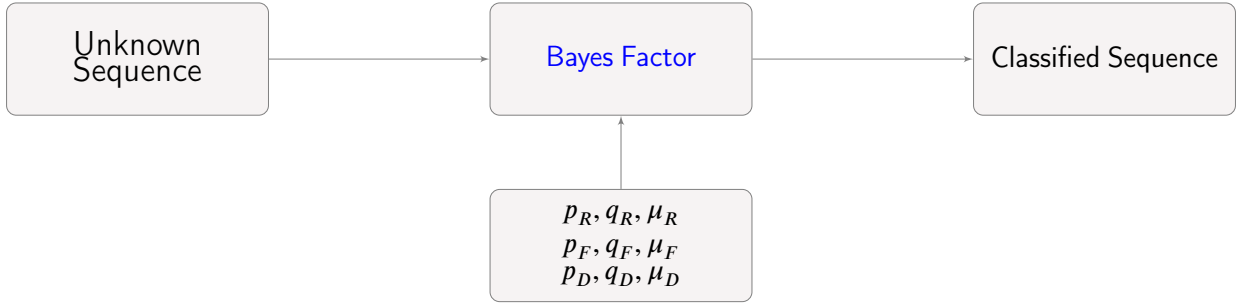 Unknown
Sequence
Bayes Factor
Classified Sequence
p_R, q_R, μ_R
p_F, q_F, μ_F
p_D, q_D, μ_D